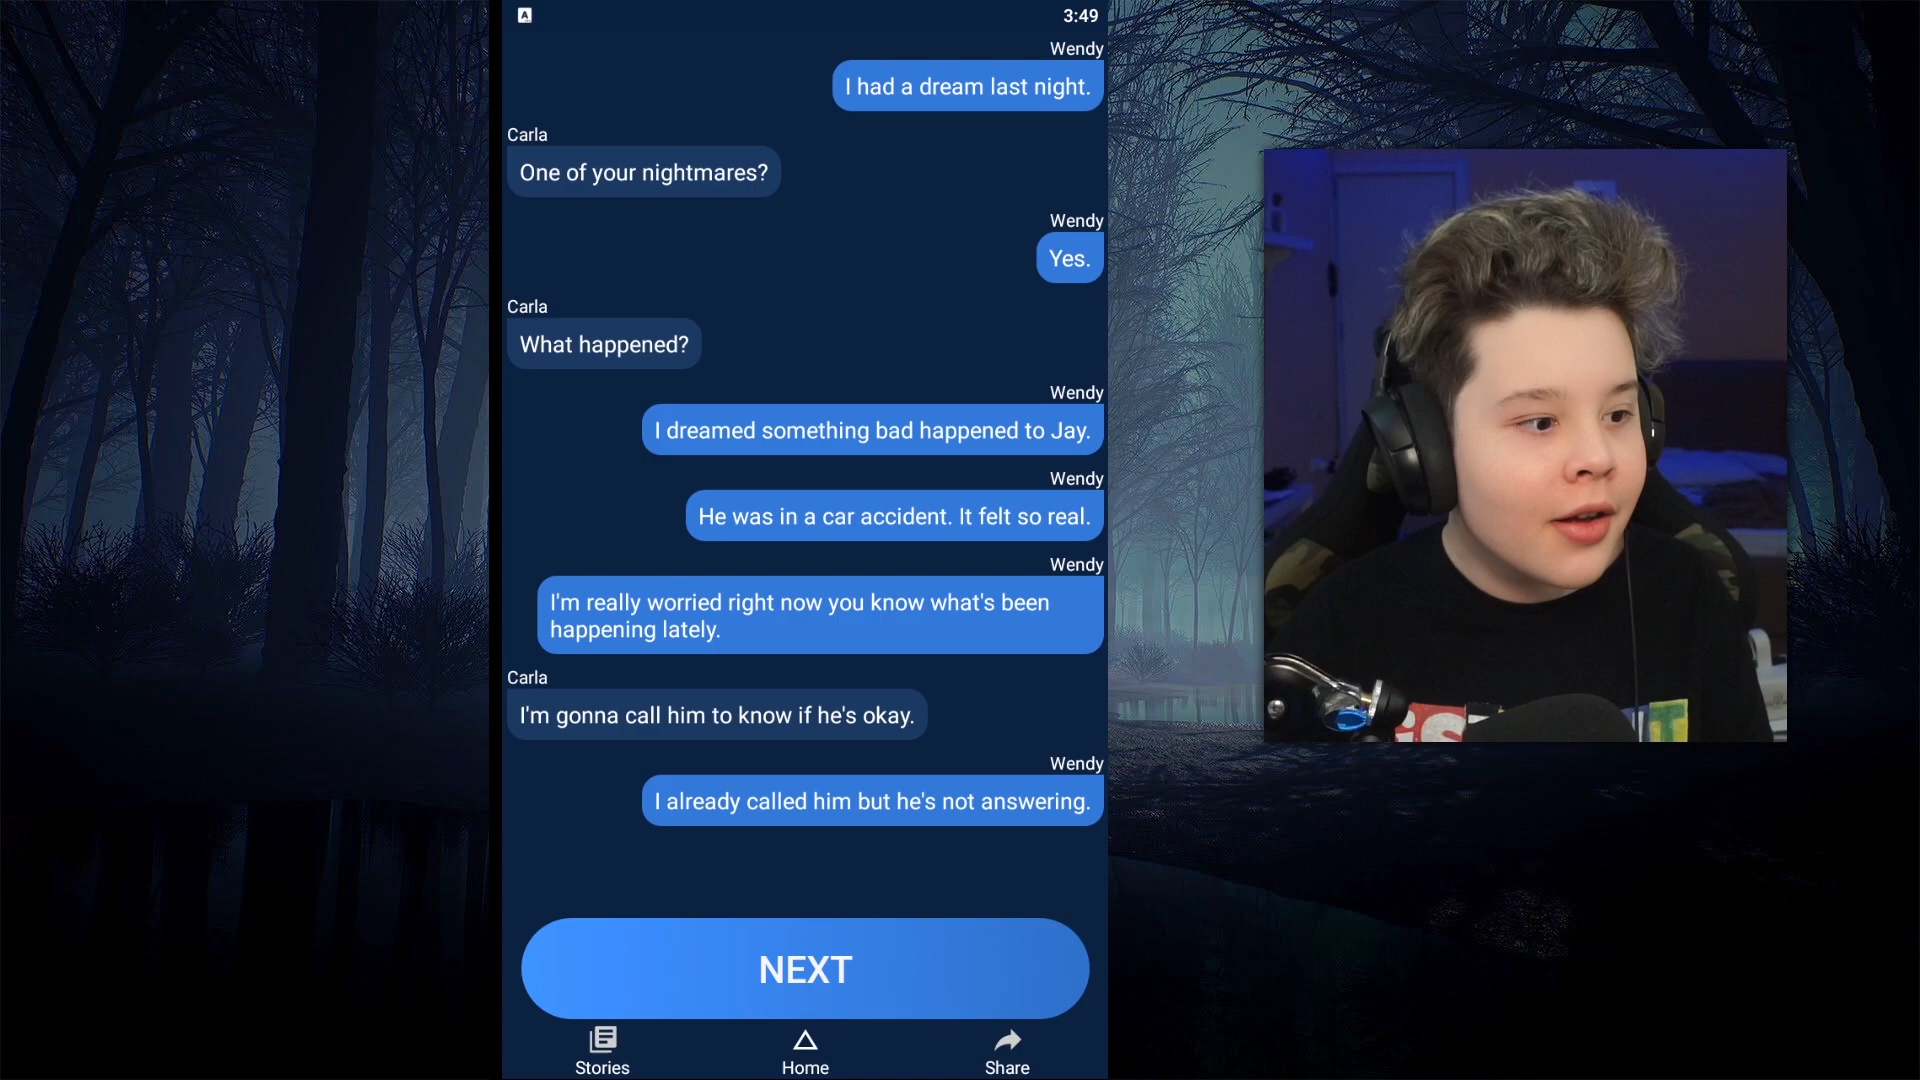 3:49
Wendy
I had a dream last night.
Carla
One of your nightmares?
Wendy
Yes.
Carla
What happened?
Wendy
I dreamed something bad happened to Jay.
Wendy
He was in a car accident. It felt so real.
Wendy
I'm really worried right now you know what's been
happening lately.
Carla
I'm gonna call him to know if he's okay.
Wendy
I already called him but he's not answering.
NEXT
Stories
Home
Share